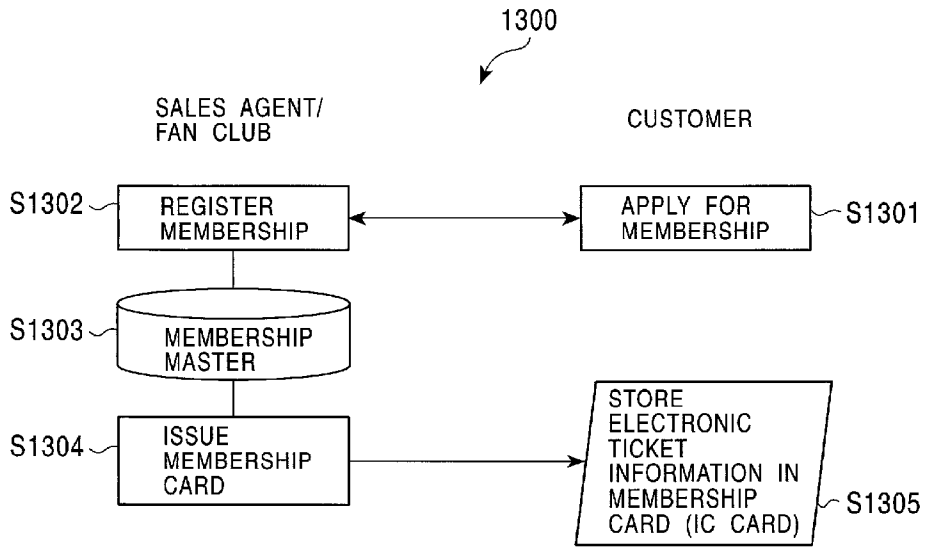 1300
SALES AGENT/
FAN CLUB
CUSTOMER
S1302
REGISTER
MEMBERSHIP
APPLY FOR
MEMBERSHIP
S1301
S1303
MEMBERSHIP
MASTER
S1304
ISSUE
MEMBERSHIP
CARD
STORE
ELECTRONIC
TICKET
INFORMATION IN
MEMBERSHIP
CARD (IC CARD)
S1305